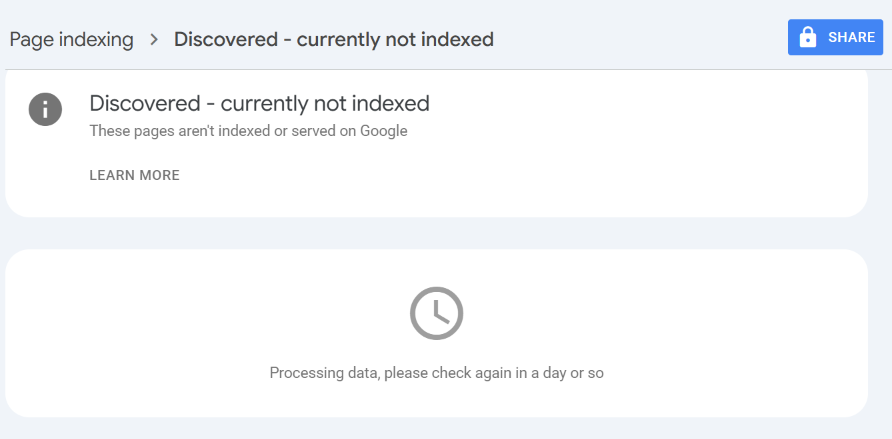 Page indexing > Discovered - currently not indexed
SHARE
Discovered - currently not indexed
These pages aren't indexed or served on Google
LEARN MORE
Processing data, please check again in a day or so